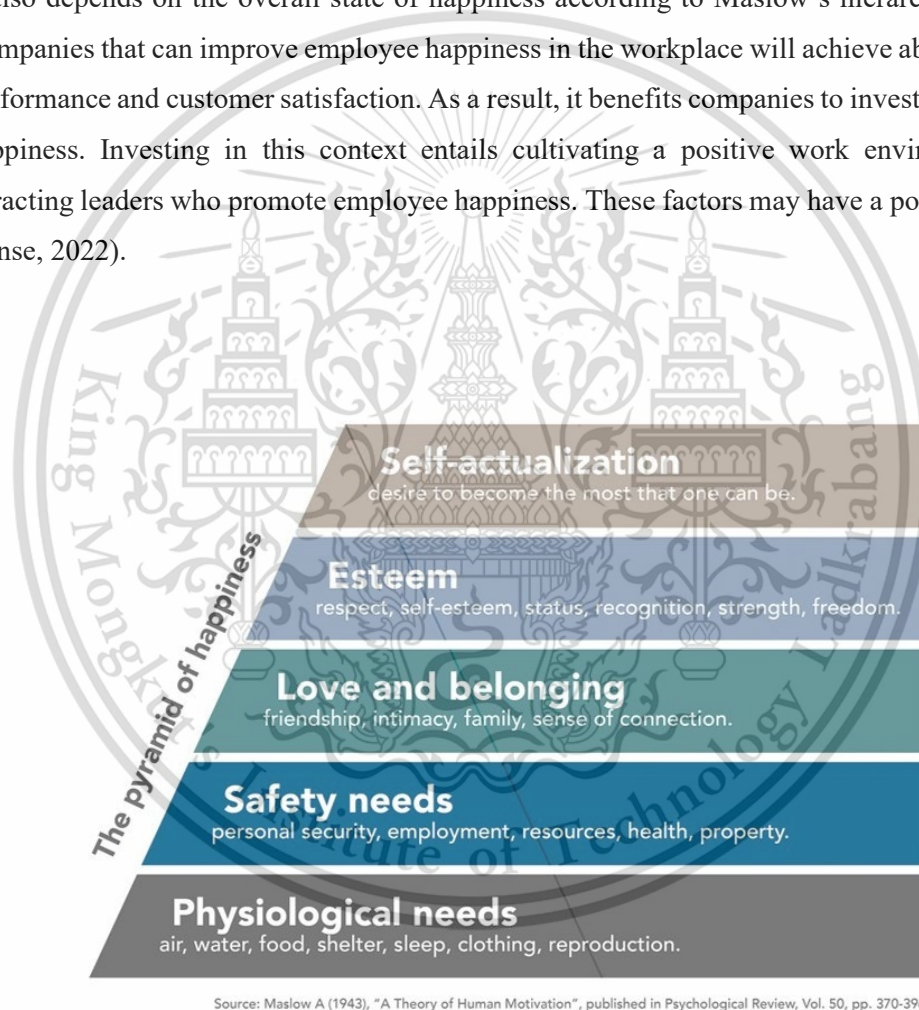 also depends on the overall state of happiness according to Maslow's
mpanies that can improve employee happiness in the workplace will achieve
formance and customer satisfaction. As a result, it benefits companies to invest
ppiness. Investing in this context entails cultivating a positive work
racting leaders who promote employee happiness. These factors may have a
nse, 2022).
The pyramid of happiness
Self-actualization
desire to become the most that one can be.
Esteem
respect, self-esteem, status, recognition, strength, freedom.
Love and belonging
friendship, intimacy, family, sense of connection.
Safety needs
personal security, employment, resources, health, property.
Physiological needs
air, water, food, shelter, sleep, clothing, reproduction.
Source: Maslow A (1943), "A Theory of Human Motivation", published in Psychological Review, Vol. 50, pp. 370-39
King Mongkut's Institute of Technology Ladkrabang